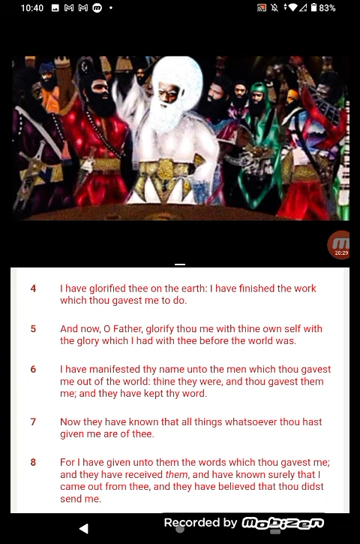 10:40
83%
20:29
4 I have glorified thee on the earth: I have finished the work
which thou gavest me to do.
5 And now, O Father, glorify thou me with thine own self with
the glory which I had with thee before the world was.
6 I have manifested thy name unto the men which thou gavest
me out of the world: thine they were, and thou gavest them
me; and they have kept thy word.
7 Now they have known that all things whatsoever thou hast
given me are of thee.
8 For I have given unto them the words which thou gavest me;
and they have received them, and have known surely that I
came out from thee, and they have believed that thou didst
send me.
Recorded by mobizen